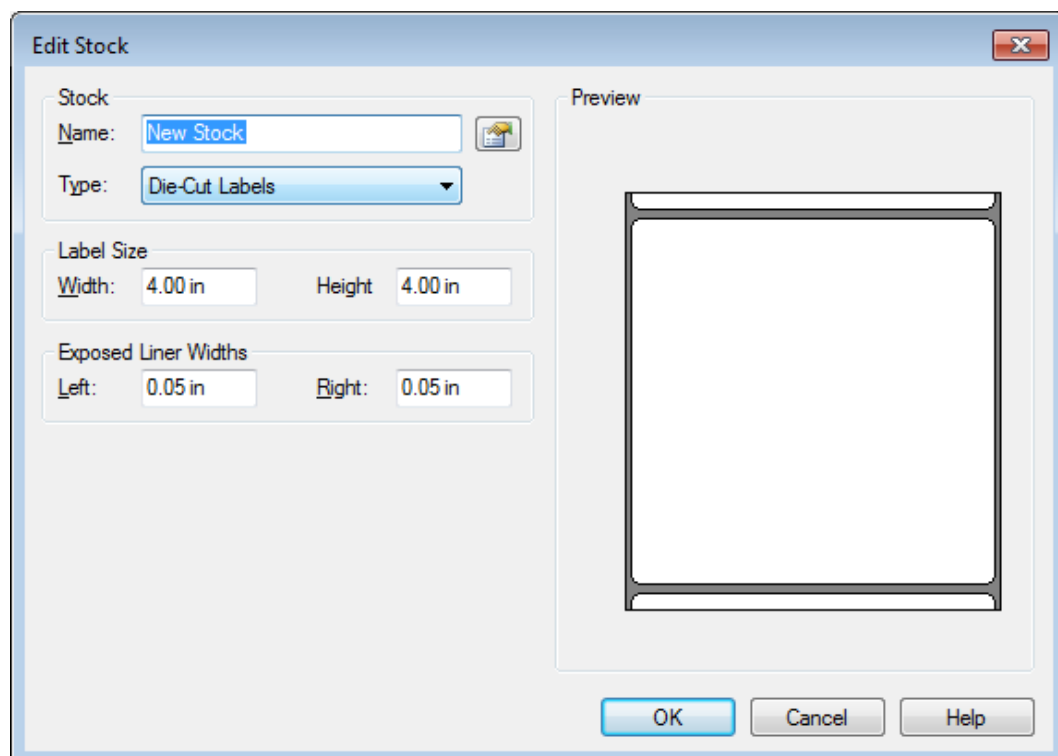 Edit Stock
Stock
Name: New Stock
Type: Die-Cut Labels
Label Size
Width: 4.00 in Height 4.00 in
Exposed Liner Widths
Left: 0.05 in Right: 0.05 in
Preview
OK Cancel Help